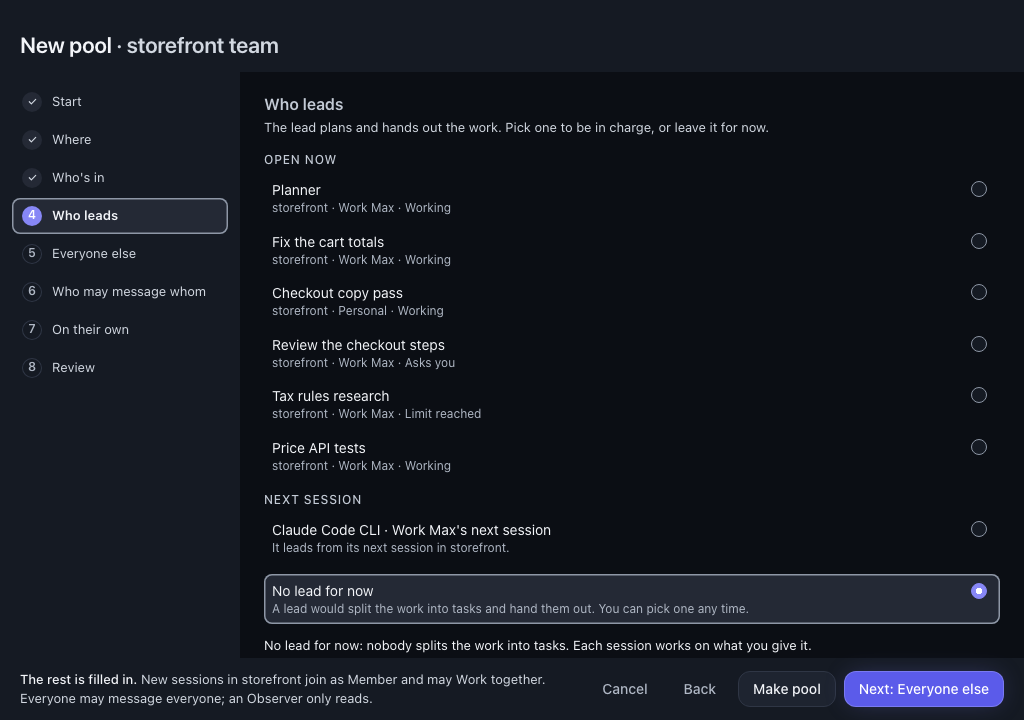 New pool · storefront team
Start
Where
Who's in
4 Who leads
5 Everyone else
6 Who may message whom
7 On their own
8 Review
Who leads
The lead plans and hands out the work. Pick one to be in charge, or leave it for now.
OPEN NOW
Planner
storefront · Work Max · Working
Fix the cart totals
storefront · Work Max · Working
Checkout copy pass
storefront · Personal · Working
Review the checkout steps
storefront · Work Max · Asks you
Tax rules research
storefront · Work Max · Limit reached
Price API tests
storefront · Work Max · Working
NEXT SESSION
Claude Code CLI · Work Max's next session
It leads from its next session in storefront.
No lead for now
A lead would split the work into tasks and hand them out. You can pick one any time.
No lead for now: nobody splits the work into tasks. Each session works on what you give it.
The rest is filled in. New sessions in storefront join as Member and may Work together.
Everyone may message everyone; an Observer only reads.
Cancel
Back
Make pool
Next: Everyone else